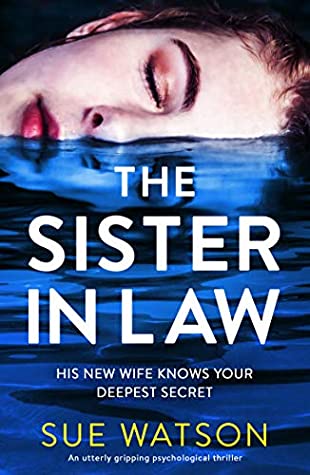 THE
SISTER
IN LAW
HIS NEW WIFE KNOWS YOUR
DEEPEST SECRET
SUE WATSON
An utterly gripping psychological thriller